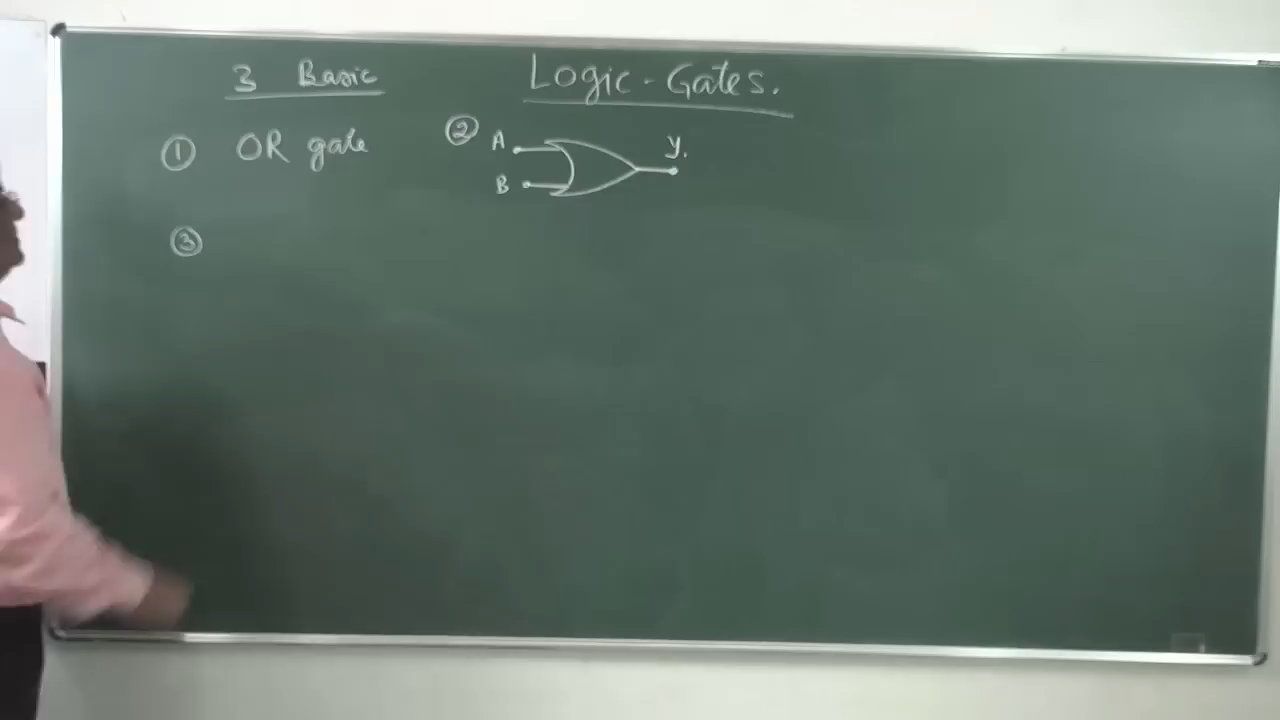 3 Basic
Logic - Gates.
① OR gate
② A
B
y.
③